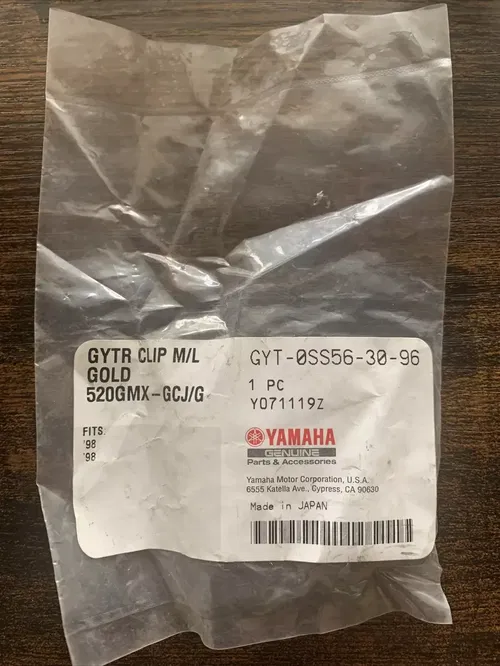 GYTR CLIP M/L
GOLD
520GMX-GCJ/G
FITS:
'98
'98
GYT-0SS56-30-96
1 PC
Y071119Z
YAMAHA
GENUINE
Parts & Accessories
Yamaha Motor Corporation, U.S.A.
6555 Katella Ave., Cypress, CA 90630
Made in JAPAN